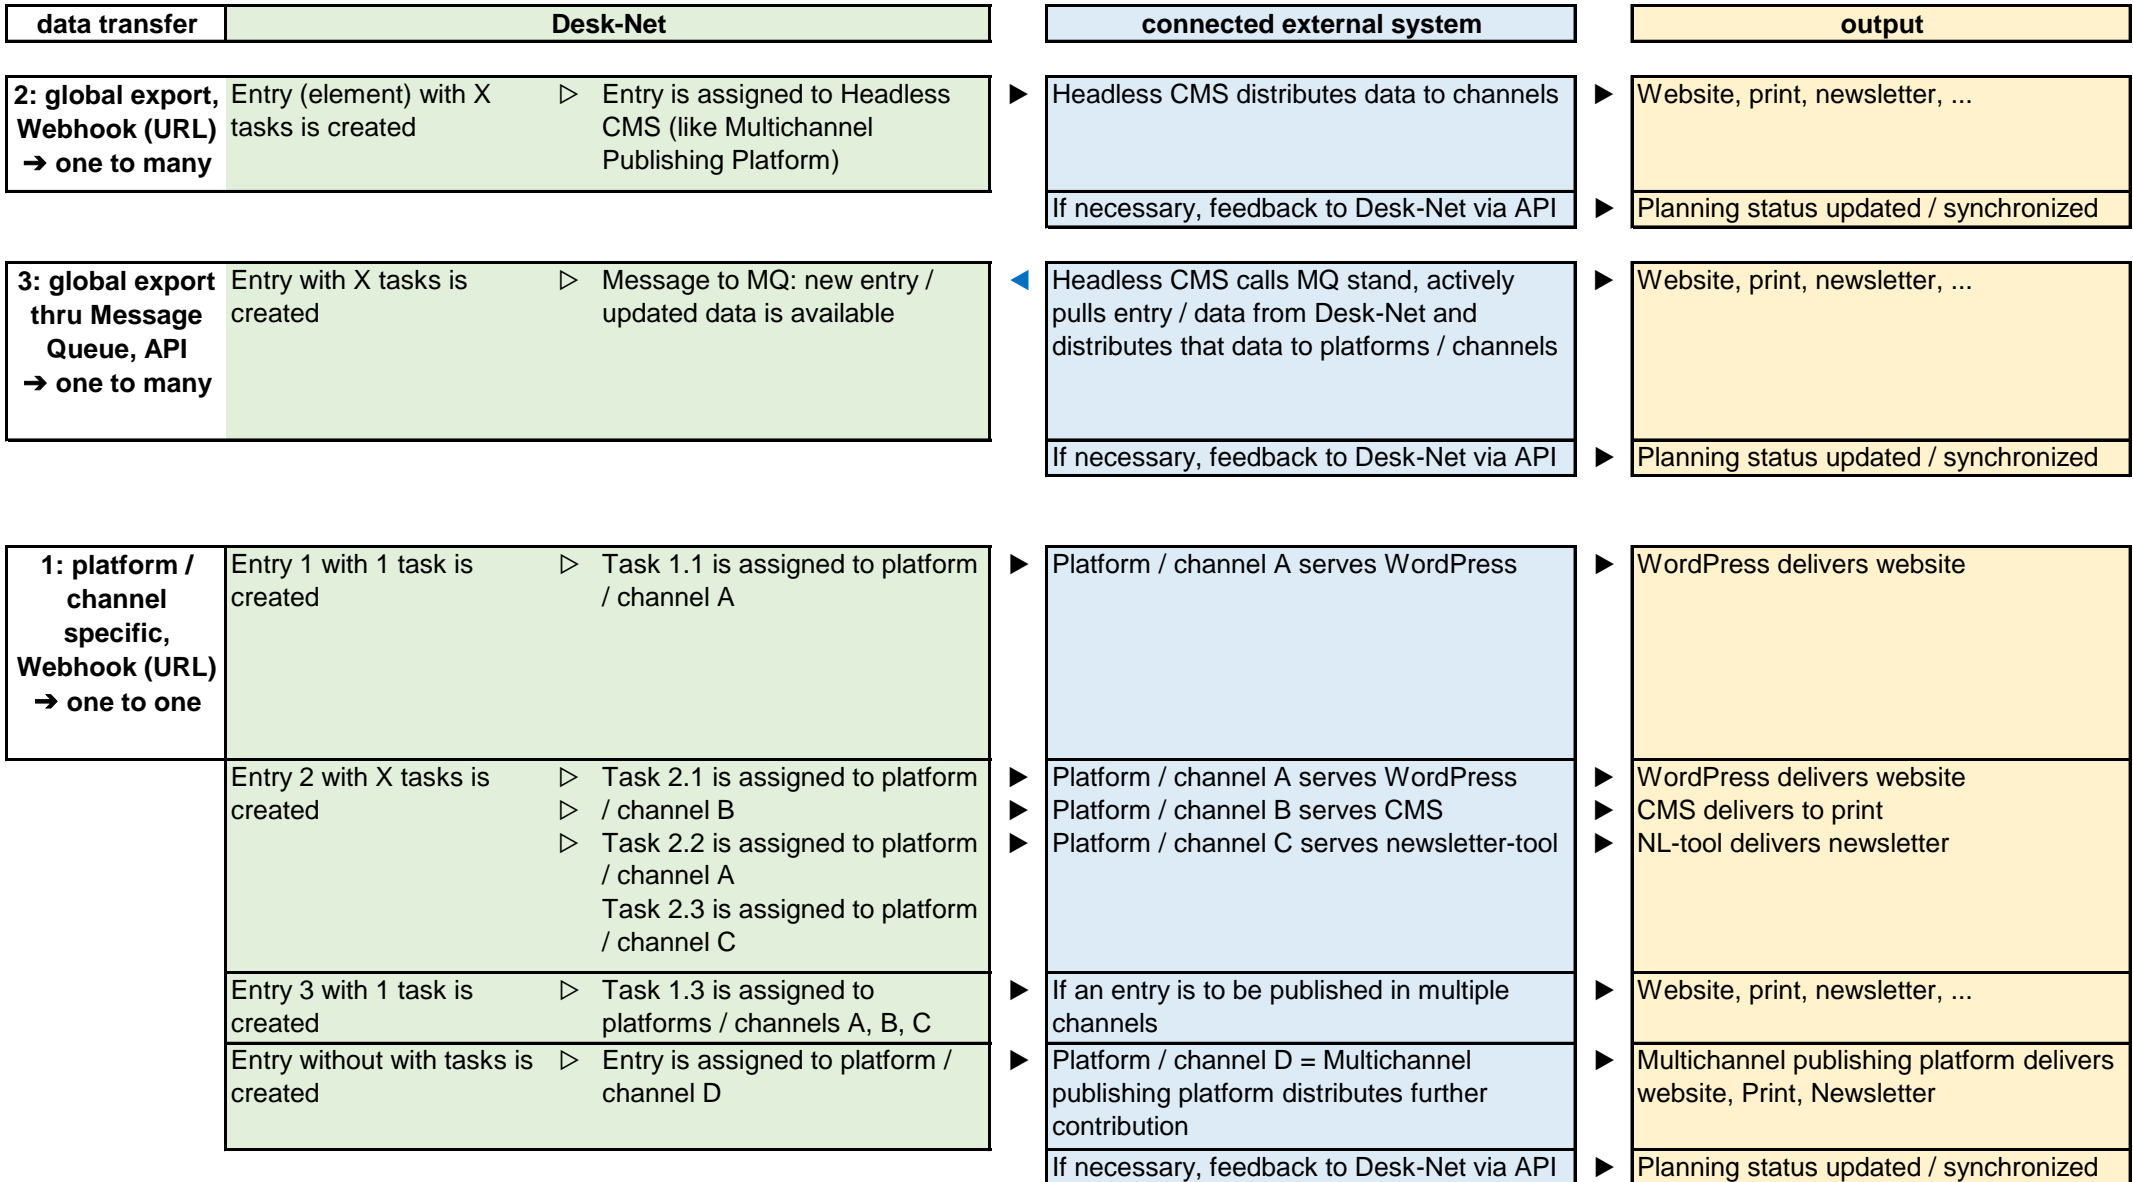 data transfer
Desk-Net
connected external system
output
2: global export,
Webhook (URL)
➔ one to many
Entry (element) with X
tasks is created
▷ Entry is assigned to Headless
CMS (like Multichannel
Publishing Platform)
▶ Headless CMS distributes data to channels
▶ Website, print, newsletter, ...
If necessary, feedback to Desk-Net via API
▶ Planning status updated / synchronized
3: global export
thru Message
Queue, API
➔ one to many
Entry with X tasks is
created
▷ Message to MQ: new entry /
updated data is available
◀ Headless CMS calls MQ stand, actively
pulls entry / data from Desk-Net and
distributes that data to platforms / channels
▶ Website, print, newsletter, ...
If necessary, feedback to Desk-Net via API
▶ Planning status updated / synchronized
1: platform /
channel
specific,
Webhook (URL)
➔ one to one
Entry 1 with 1 task is
created
▷ Task 1.1 is assigned to platform
/ channel A
▶ Platform / channel A serves WordPress
▶ WordPress delivers website
Entry 2 with X tasks is
created
▷ Task 2.1 is assigned to platform
▷ / channel B
▷ Task 2.2 is assigned to platform
/ channel A
Task 2.3 is assigned to platform
/ channel C
▶ Platform / channel A serves WordPress
▶ Platform / channel B serves CMS
▶ Platform / channel C serves newsletter-tool
▶ WordPress delivers website
▶ CMS delivers to print
▶ NL-tool delivers newsletter
Entry 3 with 1 task is
created
▷ Task 1.3 is assigned to
platforms / channels A, B, C
▶ If an entry is to be published in multiple
channels
▶ Website, print, newsletter, ...
Entry without with tasks is
created
▷ Entry is assigned to platform /
channel D
▶ Platform / channel D = Multichannel
publishing platform distributes further
contribution
▶ Multichannel publishing platform delivers
website, Print, Newsletter
If necessary, feedback to Desk-Net via API
▶ Planning status updated / synchronized